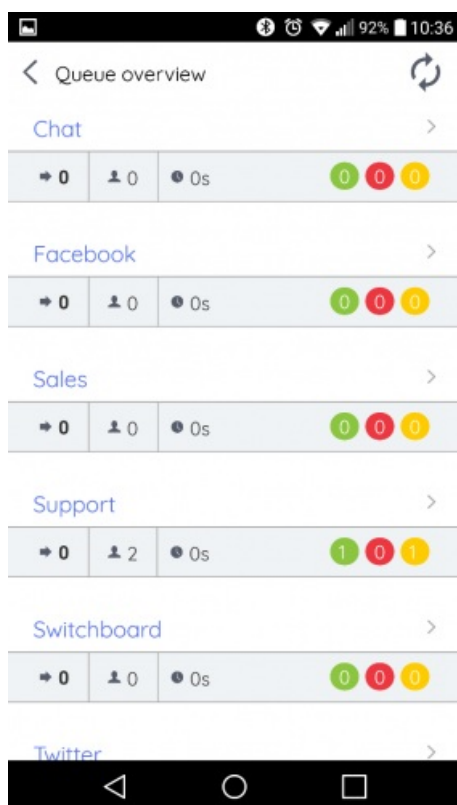 92% 10:36
Queue overview
Chat
0 0 0s 0 0 0
Facebook
0 0 0s 0 0 0
Sales
0 0 0s 0 0 0
Support
0 2 0s 1 0 1
Switchboard
0 0 0s 0 0 0
Twitter